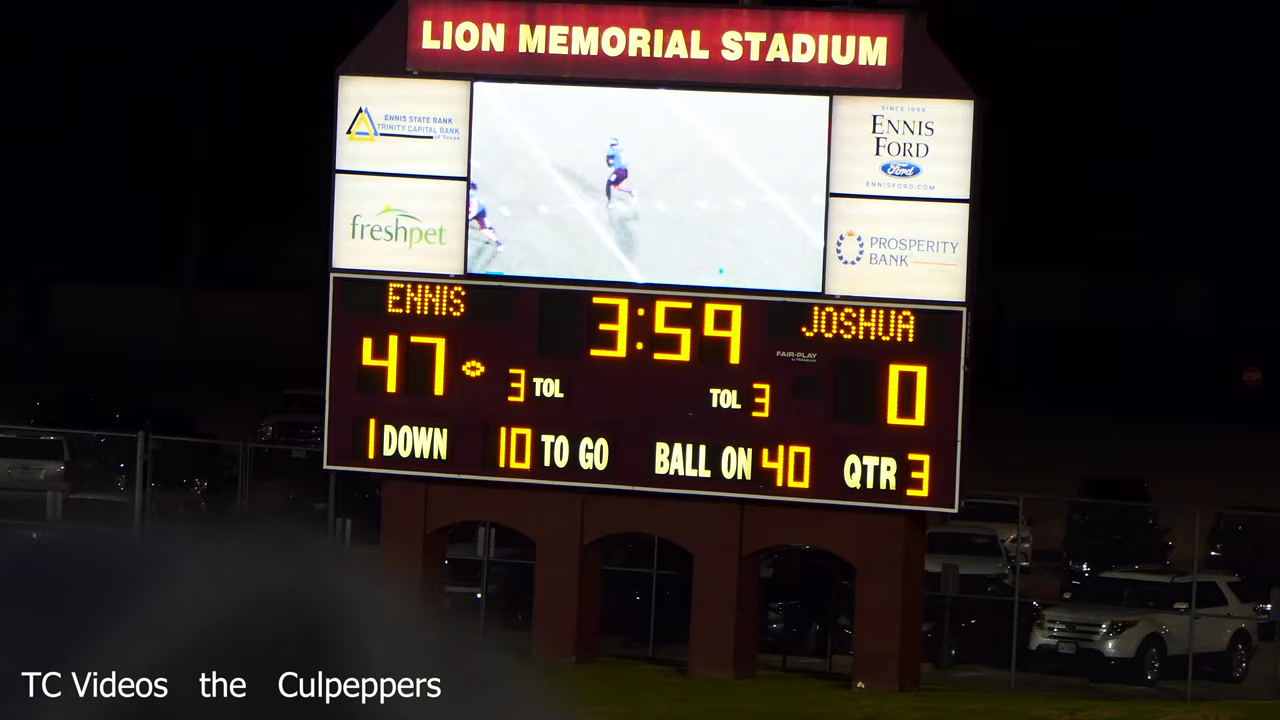 LION MEMORIAL STADIUM
ENNIS STATE BANK
TRINITY CAPITAL BANK
of Texas
SINCE 1999
ENNIS
FORD
Ford
ENNISFORD.COM
freshpet
PROSPERITY
BANK
ENNIS 3:59 JOSHUA
FAIR-PLAY
47 3 TOL TOL 3 0
1 DOWN 10 TO GO BALL ON 40 QTR 3
TC Videos the Culpeppers